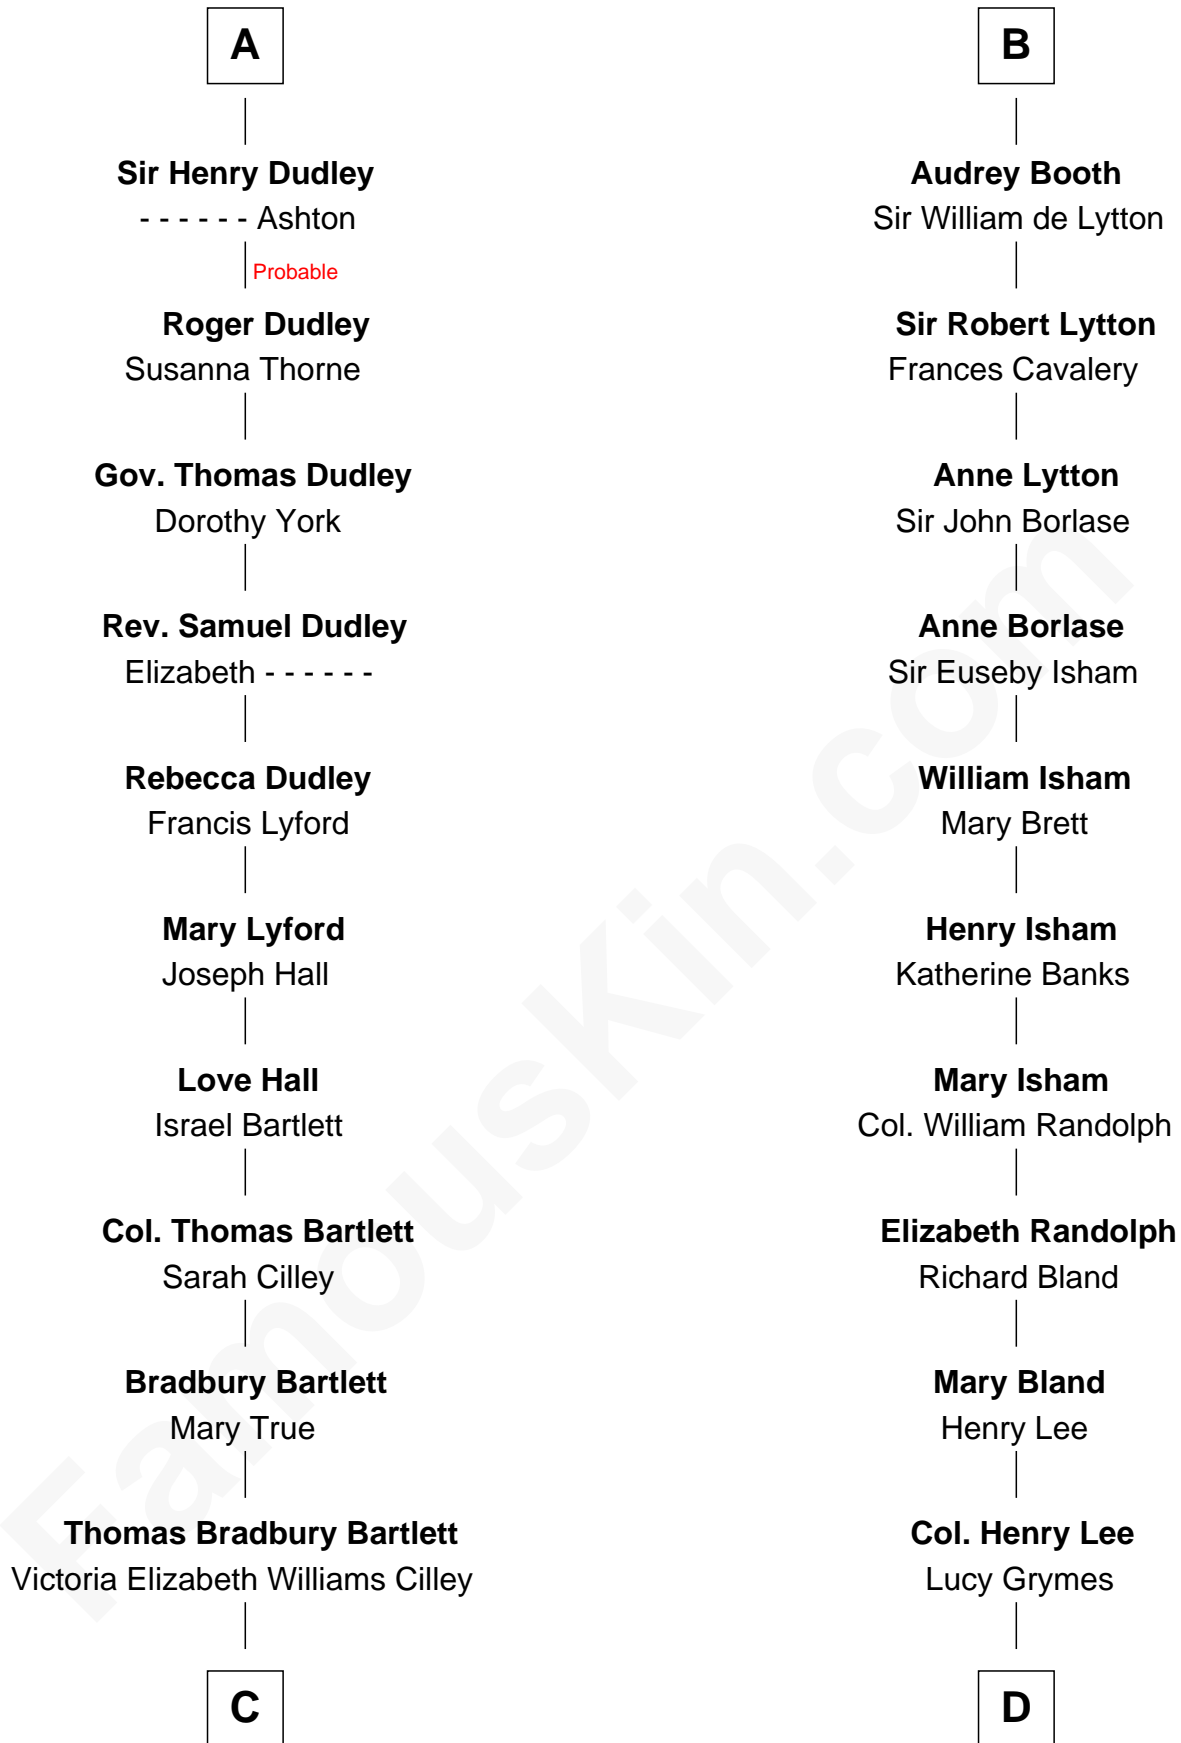 A
Sir Henry Dudley
- - - - - - Ashton
Probable
Roger Dudley
Susanna Thorne
Gov. Thomas Dudley
Dorothy York
Rev. Samuel Dudley
Elizabeth - - - - - -
Rebecca Dudley
Francis Lyford
Mary Lyford
Joseph Hall
Love Hall
Israel Bartlett
Col. Thomas Bartlett
Sarah Cilley
Bradbury Bartlett
Mary True
Thomas Bradbury Bartlett
Victoria Elizabeth Williams Cilley
C
B
Audrey Booth
Sir William de Lytton
Sir Robert Lytton
Frances Cavalery
Anne Lytton
Sir John Borlase
Anne Borlase
Sir Euseby Isham
William Isham
Mary Brett
Henry Isham
Katherine Banks
Mary Isham
Col. William Randolph
Elizabeth Randolph
Richard Bland
Mary Bland
Henry Lee
Col. Henry Lee
Lucy Grymes
D
FamousKin.com